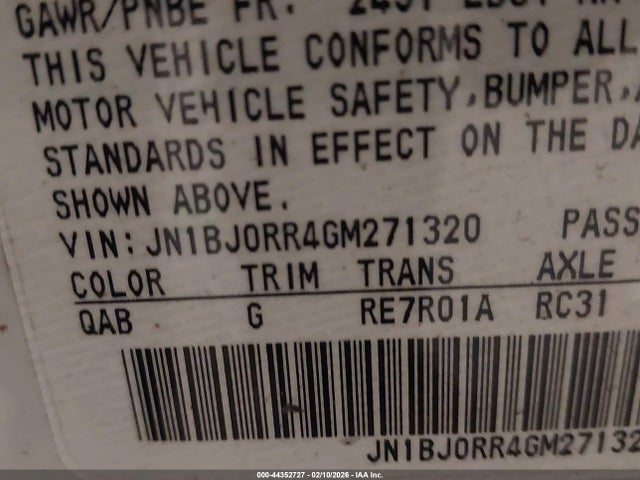 GAWR/PNBE FR.
THIS VEHICLE CONFORMS TO ALL
MOTOR VEHICLE SAFETY, BUMPER,
STANDARDS IN EFFECT ON THE
SHOWN ABOVE.
VIN: JN1BJ0RR4GM271320 PASS
COLOR TRIM TRANS AXLE
QAB G RE7R01A RC31
JN1BJ0RR4GM27132
000-44352727 - 02/10/2026 - IAA Inc.